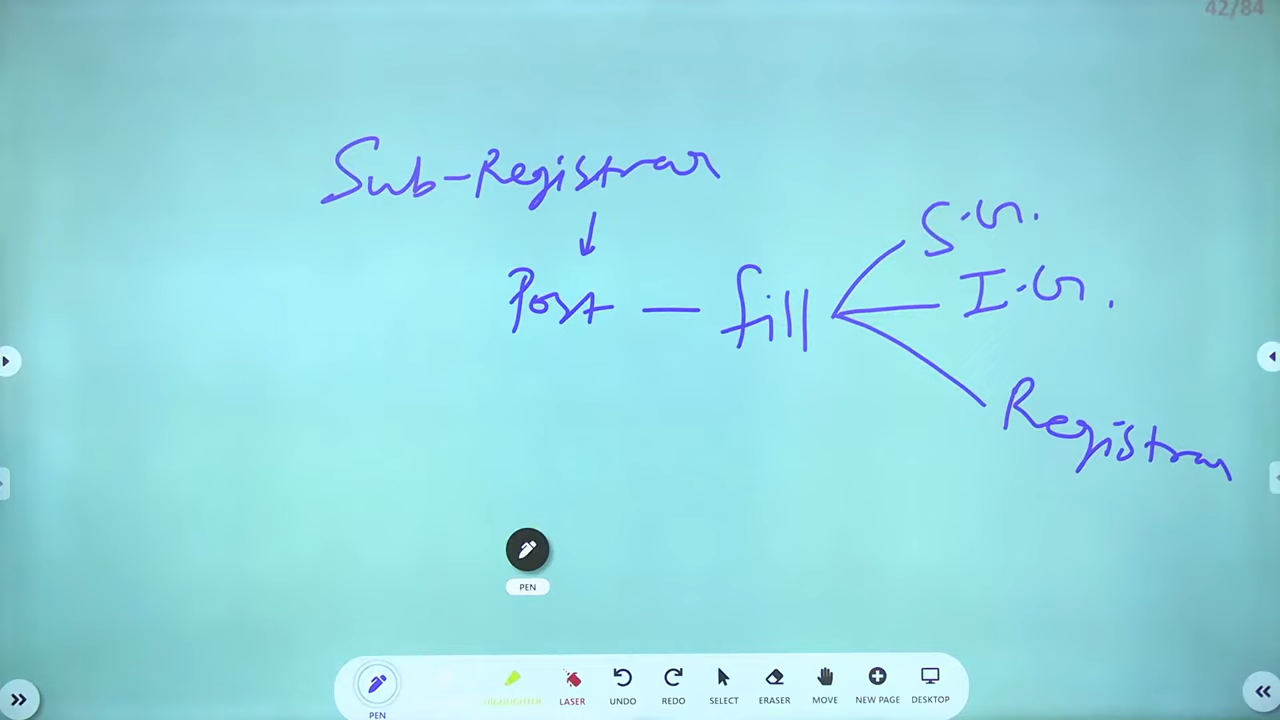 42/84
Sub-Registrar
↓
S.G.
Post — fill I.G.
Registrar
PEN
HIGHLIGHTER LASER UNDO REDO SELECT ERASER MOVE NEW PAGE DESKTOP
PEN